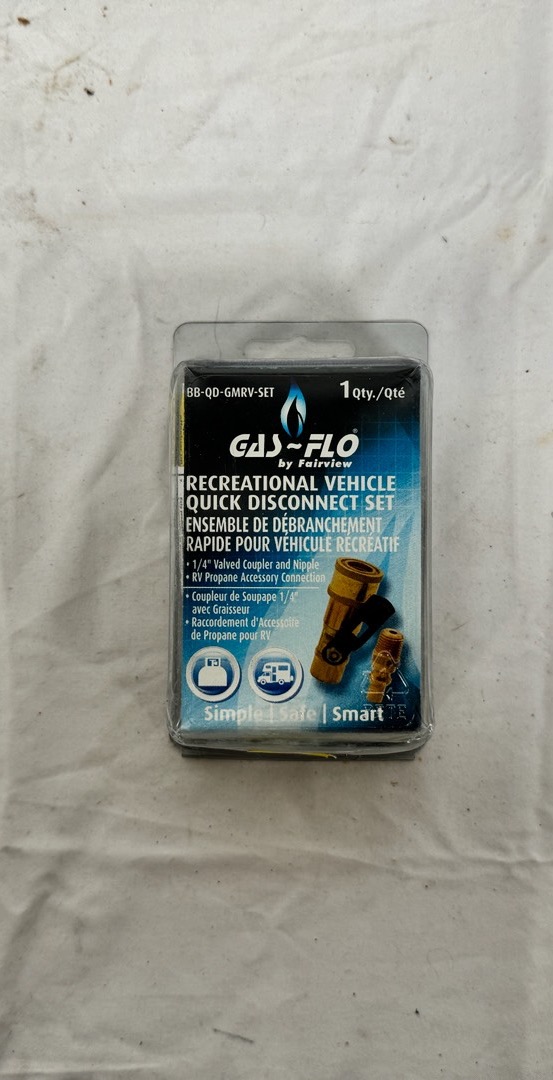 BB-QD-GMRV-SET 1 Qty./Qté
GAS~FLO®
by Fairview
RECREATIONAL VEHICLE
QUICK DISCONNECT SET
ENSEMBLE DE DÉBRANCHEMENT
RAPIDE POUR VÉHICULE RÉCRÉATIF
• 1/4" Valved Coupler and Nipple
• RV Propane Accessory Connection
• Coupleur de Soupape 1/4"
avec Graisseur
• Raccordement d'Accessoire
de Propane pour RV
Simple | Safe | Smart